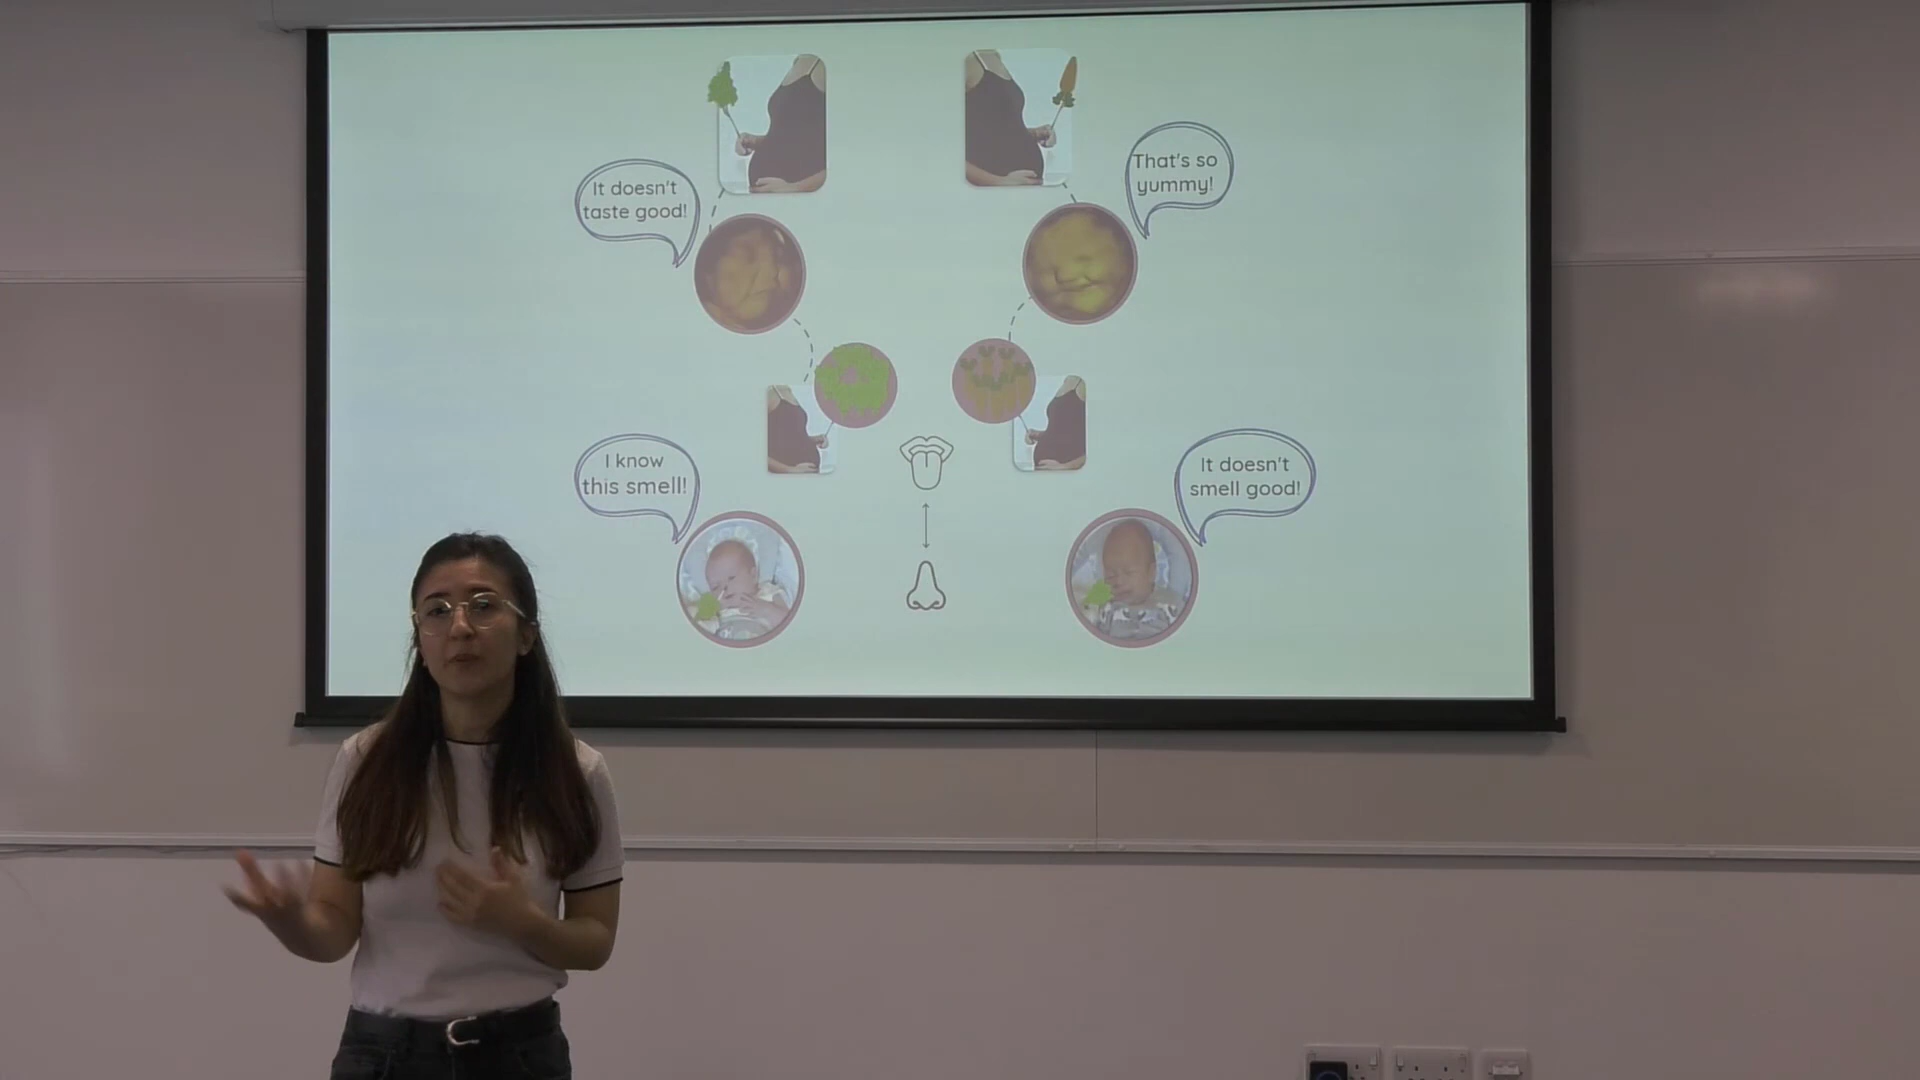 It doesn't
taste good!
That's so
yummy!
I know
this smell!
It doesn't
smell good!